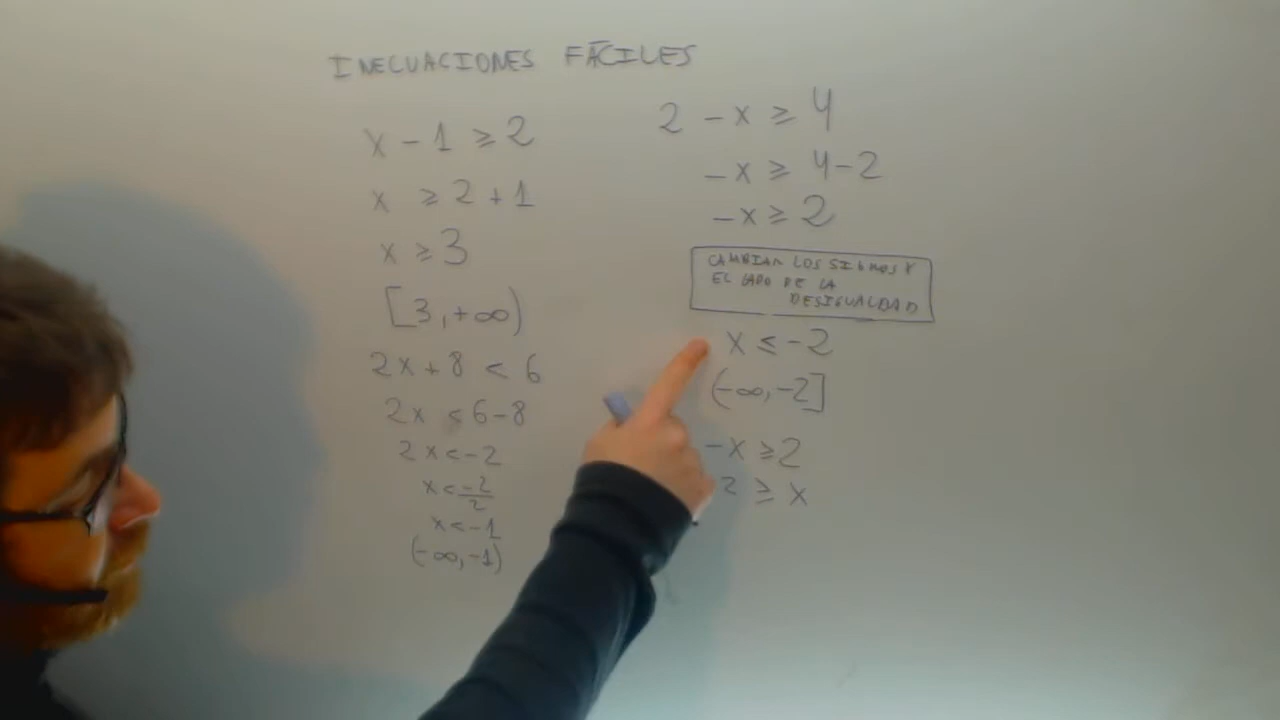 INECUACIONES FÁCILES
x - 1 ≥ 2
x ≥ 2 + 1
x ≥ 3
[3, +∞)
2x + 8 < 6
2x < 6 - 8
2x < -2
x < -2/2
x < -1
(-∞, -1)
2 - x ≥ 4
-x ≥ 4 - 2
-x ≥ 2
CAMBIAR LOS SIGNOS Y
EL LADO DE LA
DESIGUALDAD
x ≤ -2
(-∞, -2]
-x ≥ 2
2 ≥ x